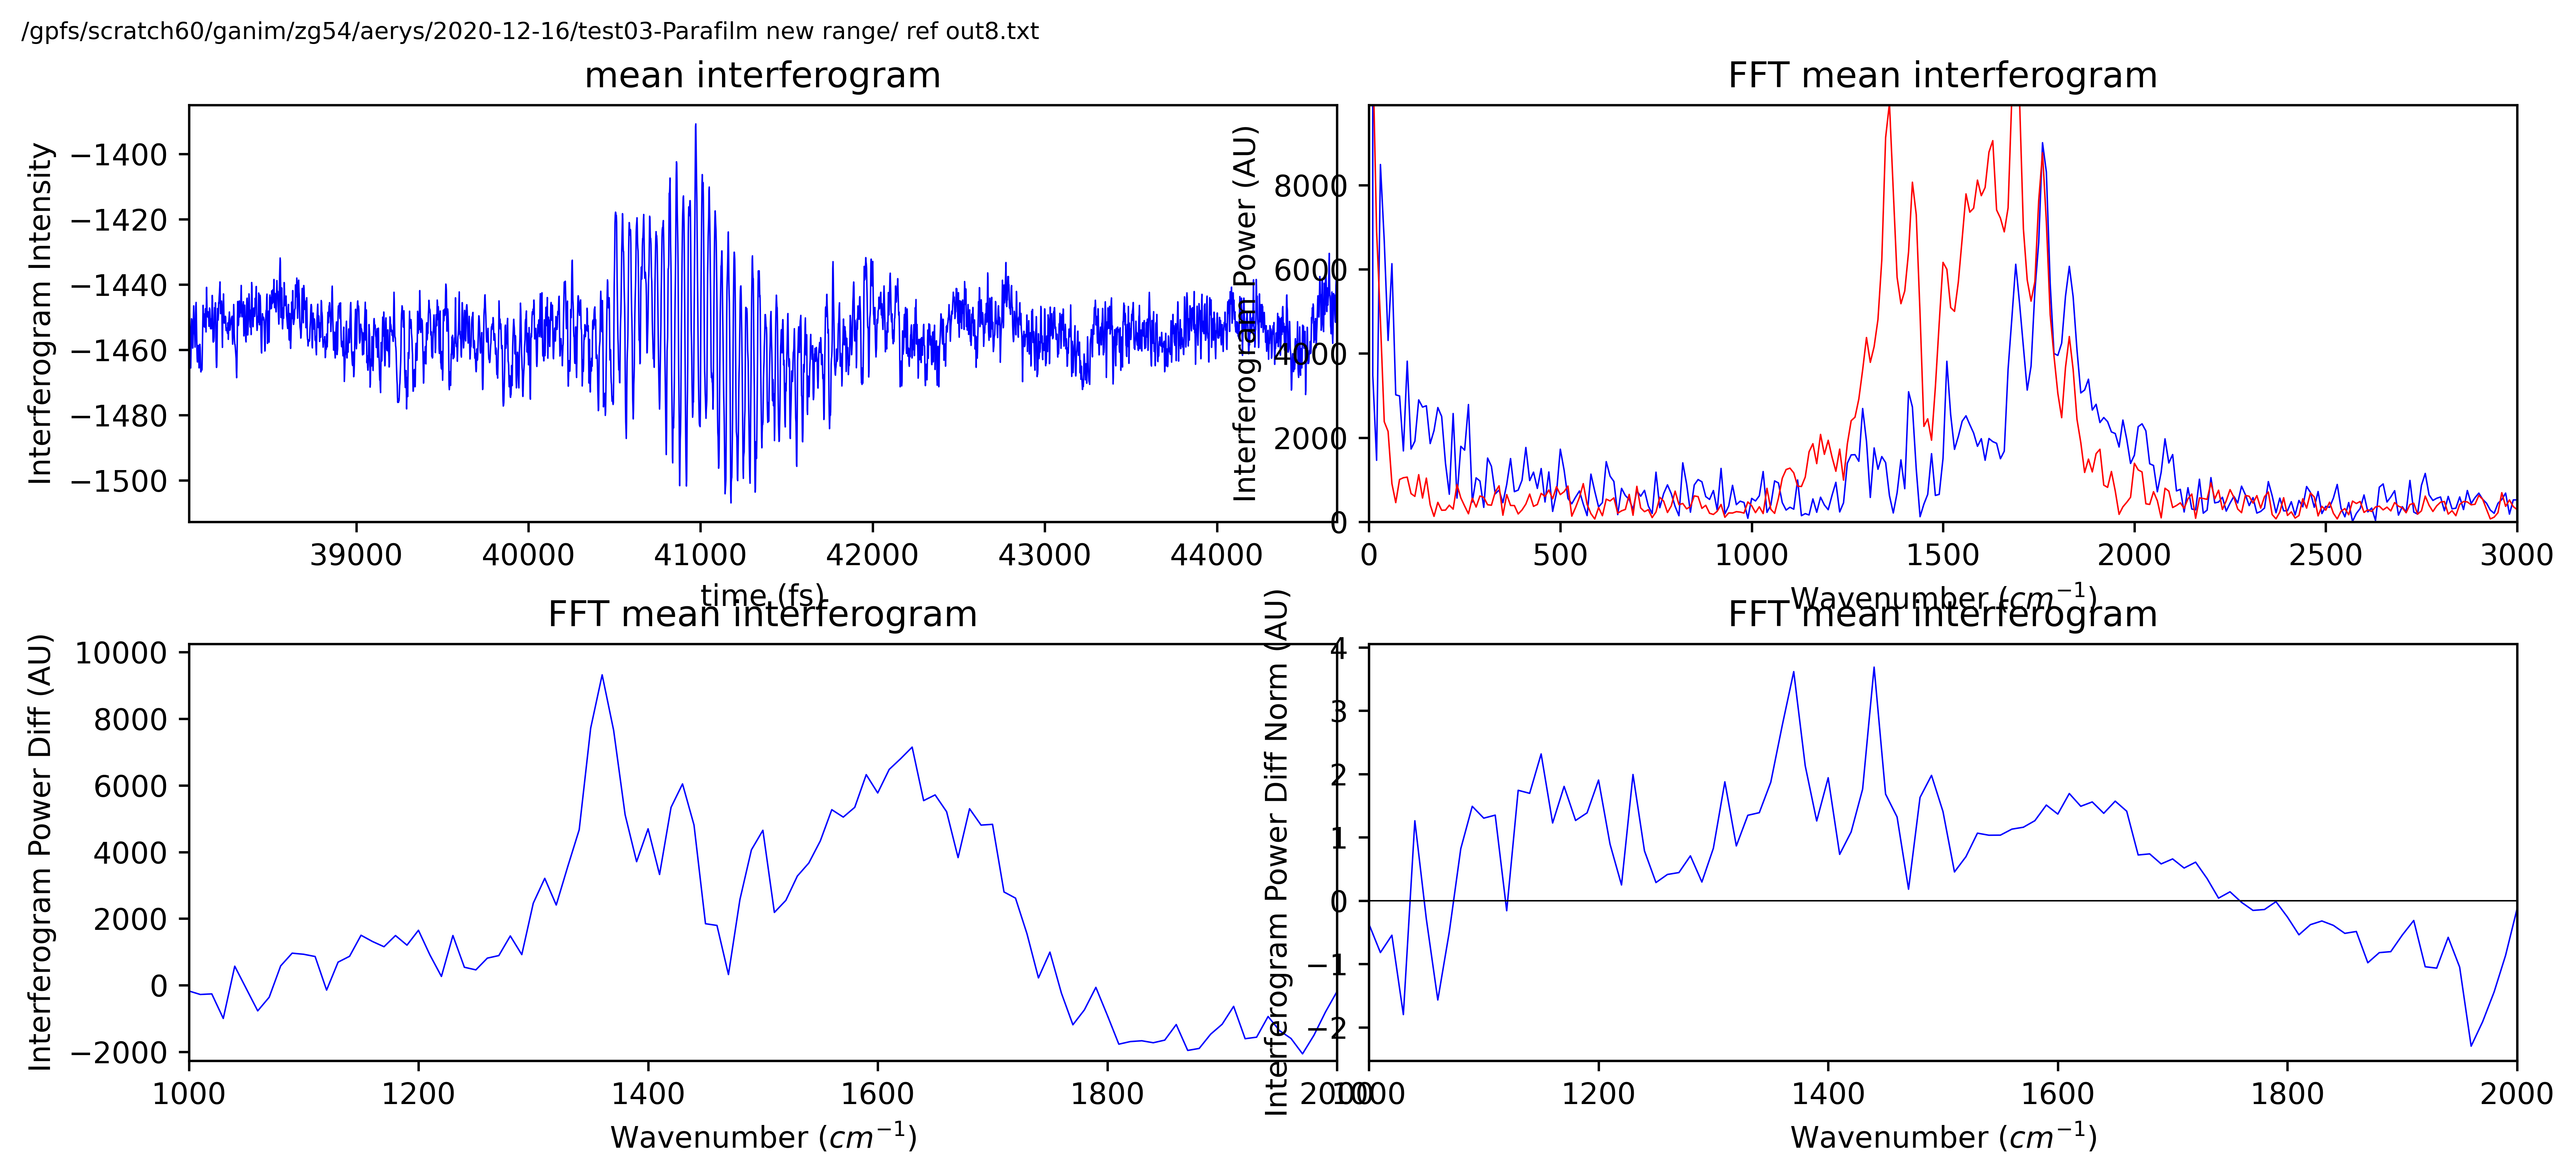 /gpfs/scratch60/ganim/zg54/aerys/2020-12-16/test03-Parafilm new range/ ref out8.txt
mean interferogram
Interferogram Intensity
−1400
−1420
−1440
−1460
−1480
−1500
39000 40000 41000 42000 43000 44000
time (fs)
FFT mean interferogram
Interferogram Power (AU)
8000
6000
4000
2000
0
0 500 1000 1500 2000 2500 3000
Wavenumber (cm⁻¹)
FFT mean interferogram
Interferogram Power Diff (AU)
10000
8000
6000
4000
2000
0
−2000
1000 1200 1400 1600 1800 2000
Wavenumber (cm⁻¹)
FFT mean interferogram
Interferogram Power Diff Norm (AU)
4
3
2
1
0
−1
−2
1000 1200 1400 1600 1800 2000
Wavenumber (cm⁻¹)